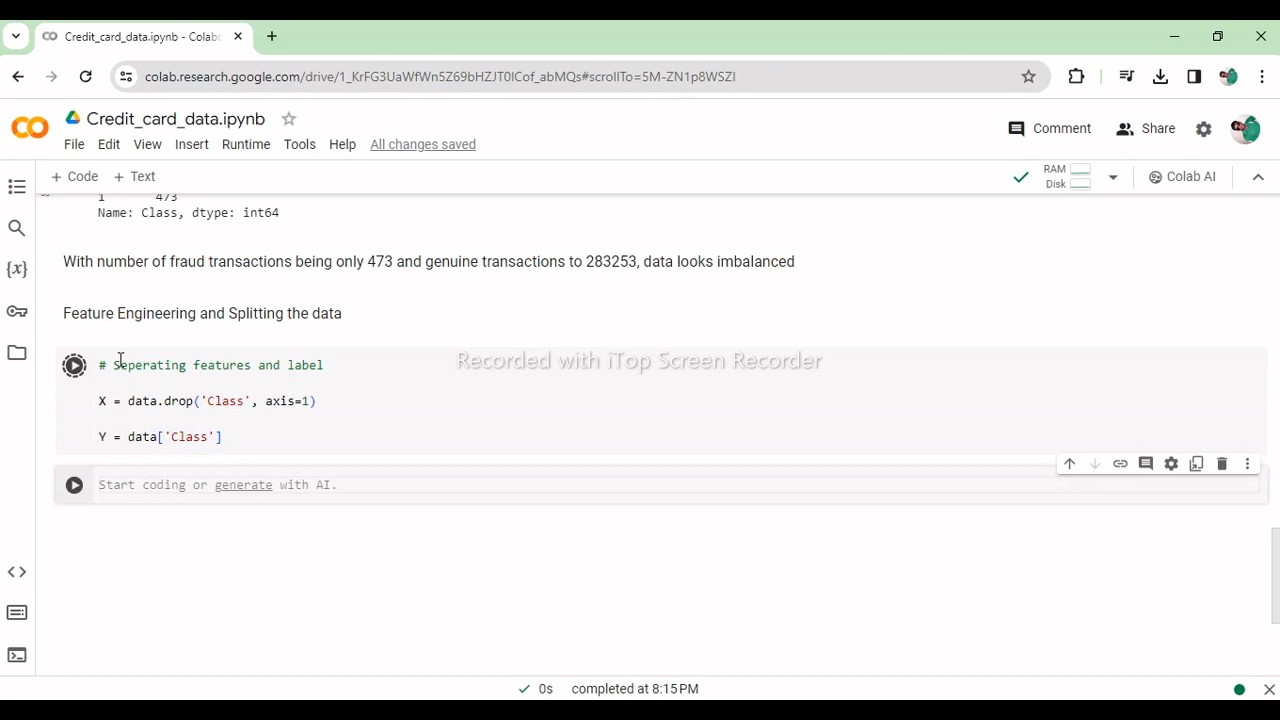 Credit_card_data.ipynb - Colab
colab.research.google.com/drive/1_KrFG3UaWfWn5Z69bHZJT0ICof_abMQs#scrollTo=5M-ZN1p8WSZI
Credit_card_data.ipynb
Comment
Share
File Edit View Insert Runtime Tools Help All changes saved
+ Code + Text
RAM
Disk
Colab AI
1 473
Name: Class, dtype: int64
With number of fraud transactions being only 473 and genuine transactions to 283253, data looks imbalanced
Feature Engineering and Splitting the data
# Seperating features and label
Recorded with iTop Screen Recorder
X = data.drop('Class', axis=1)
Y = data['Class']
Start coding or generate with AI.
0s completed at 8:15 PM